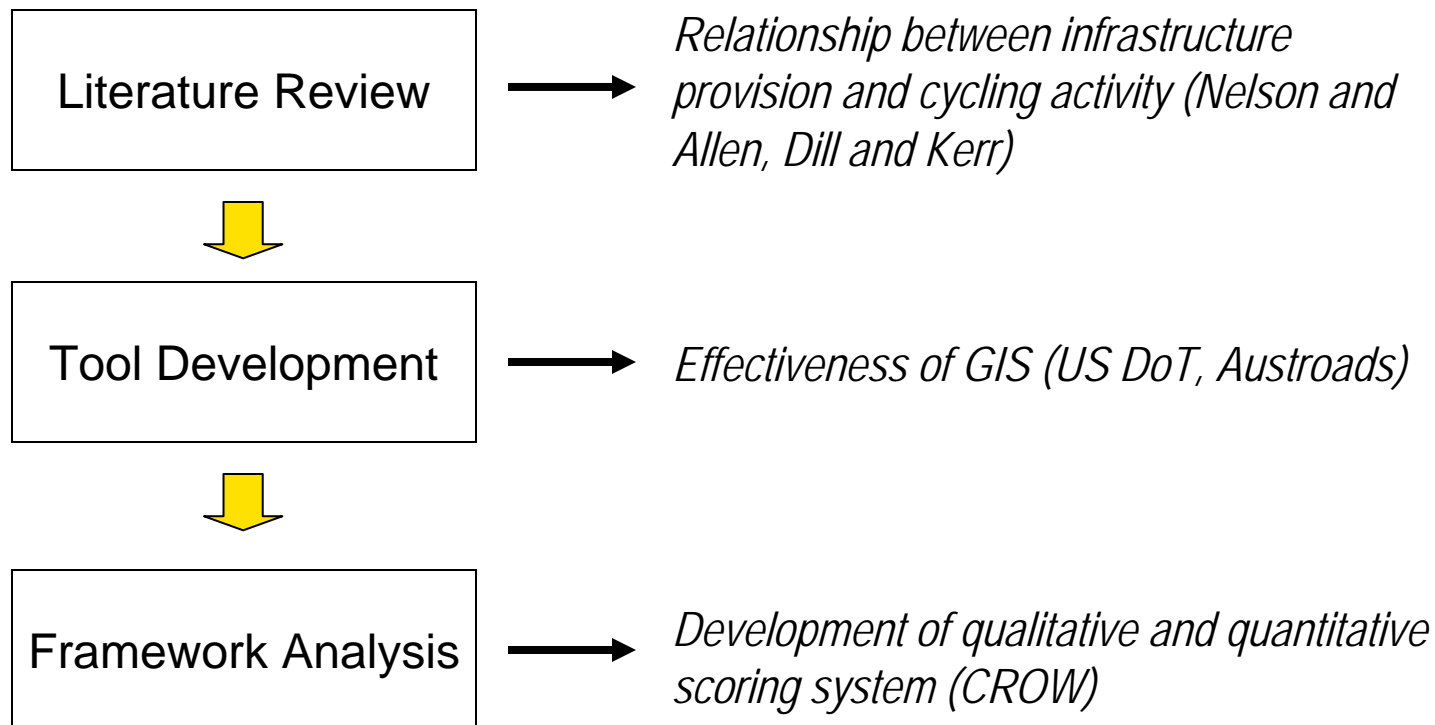 Literature Review
Relationship between infrastructure
provision and cycling activity (Nelson and
Allen, Dill and Kerr)
Tool Development
Effectiveness of GIS (US DoT, Austroads)
Framework Analysis
Development of qualitative and quantitative
scoring system (CROW)